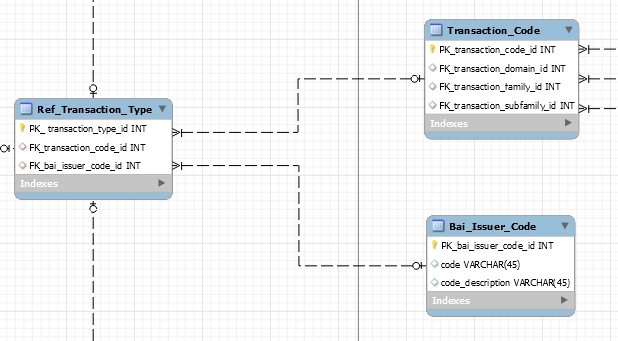 Transaction_Code
PK_transaction_code_id INT
FK_transaction_domain_id INT
FK_transaction_family_id INT
FK_transaction_subfamily_id INT
Indexes
Ref_Transaction_Type
PK_ transaction_type_id INT
FK_transaction_code_id INT
FK_bai_issuer_code_id INT
Indexes
Bai_Issuer_Code
PK_bai_issuer_code_id INT
code VARCHAR(45)
code_description VARCHAR(45)
Indexes